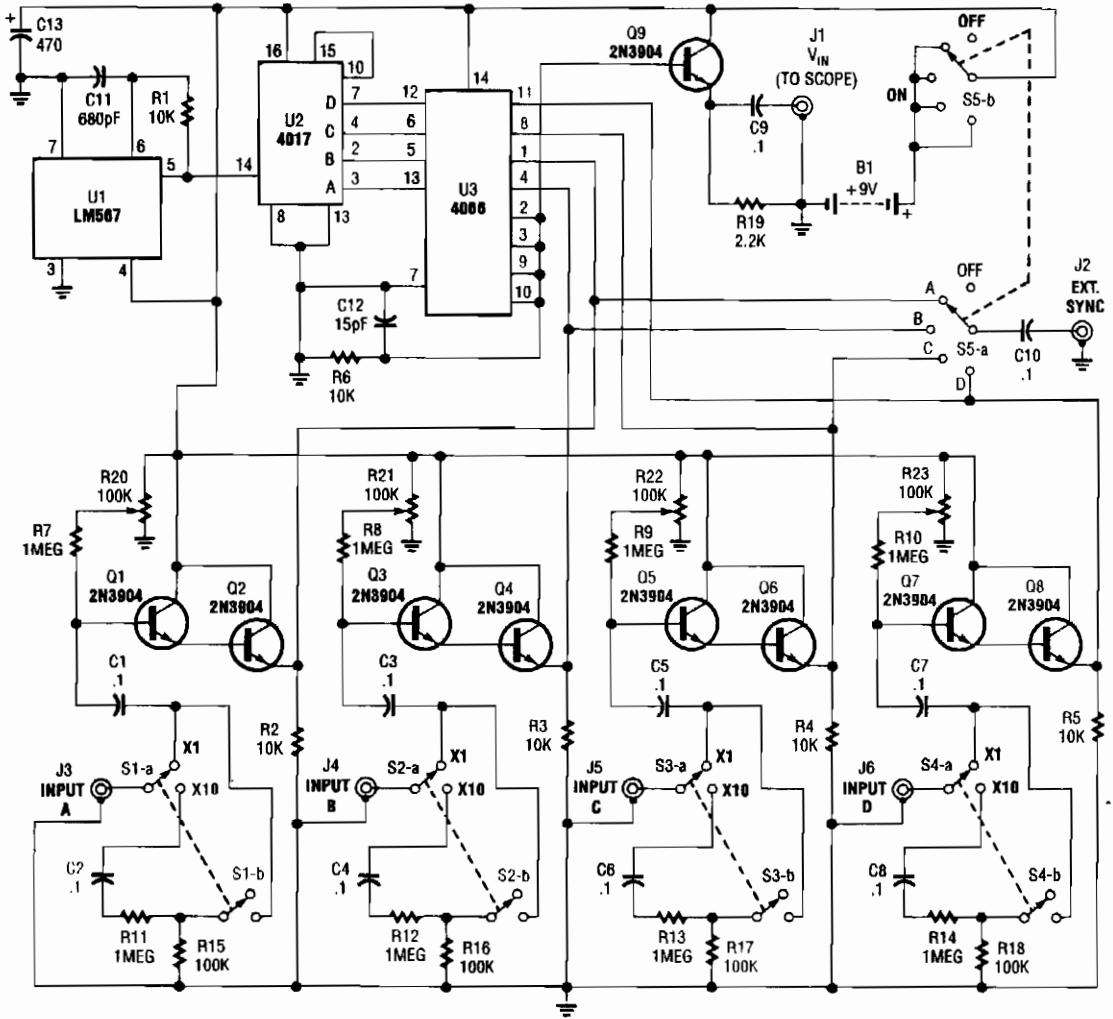 + C13
470
C11
680pF
R1
10K
7
6
5
U1
LM567
3
4
16
15
10
D 7
U2
4017
C 4
B 2
14
A 3
8
13
12
6
5
13
14
11
8
1
4
U3
4066
2
3
9
10
7
C12
15pF
R6
10K
Q9
2N3904
J1
VIN
(TO SCOPE)
C9
.1
R19
2.2K
B1
+9V
+
OFF
ON
S5-b
OFF
A
B
C
D
S5-a
C10
.1
J2
EXT.
SYNC
R20
100K
R7
1MEG
Q1
2N3904
Q2
2N3904
C1
.1
R2
10K
J3
INPUT
A
S1-a
X1
X10
C2
.1
S1-b
R11
1MEG
R15
100K
R21
100K
R8
1MEG
Q3
2N3904
Q4
2N3904
C3
.1
R3
10K
J4
INPUT
B
S2-a
X1
X10
C4
.1
S2-b
R12
1MEG
R16
100K
R22
100K
R9
1MEG
Q5
2N3904
Q6
2N3904
C5
.1
R4
10K
J5
INPUT
C
S3-a
X1
X10
C6
.1
S3-b
R13
1MEG
R17
100K
R23
100K
R10
1MEG
Q7
2N3904
Q8
2N3904
C7
.1
R5
10K
J6
INPUT
D
S4-a
X1
X10
C8
.1
S4-b
R14
1MEG
R18
100K